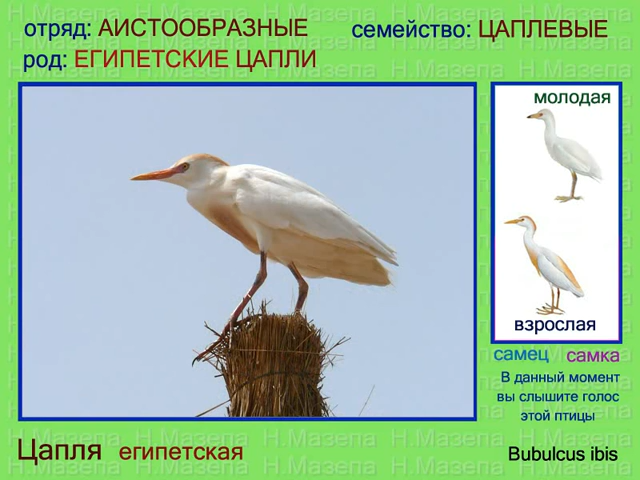 отряд: АИСТООБРАЗНЫЕ
семейство: ЦАПЛЕВЫЕ
род: ЕГИПЕТСКИЕ ЦАПЛИ
молодая
взрослая
самец самка
В данный момент
вы слышите голос
этой птицы
Цапля египетская
Bubulcus ibis
Н.Мазепа